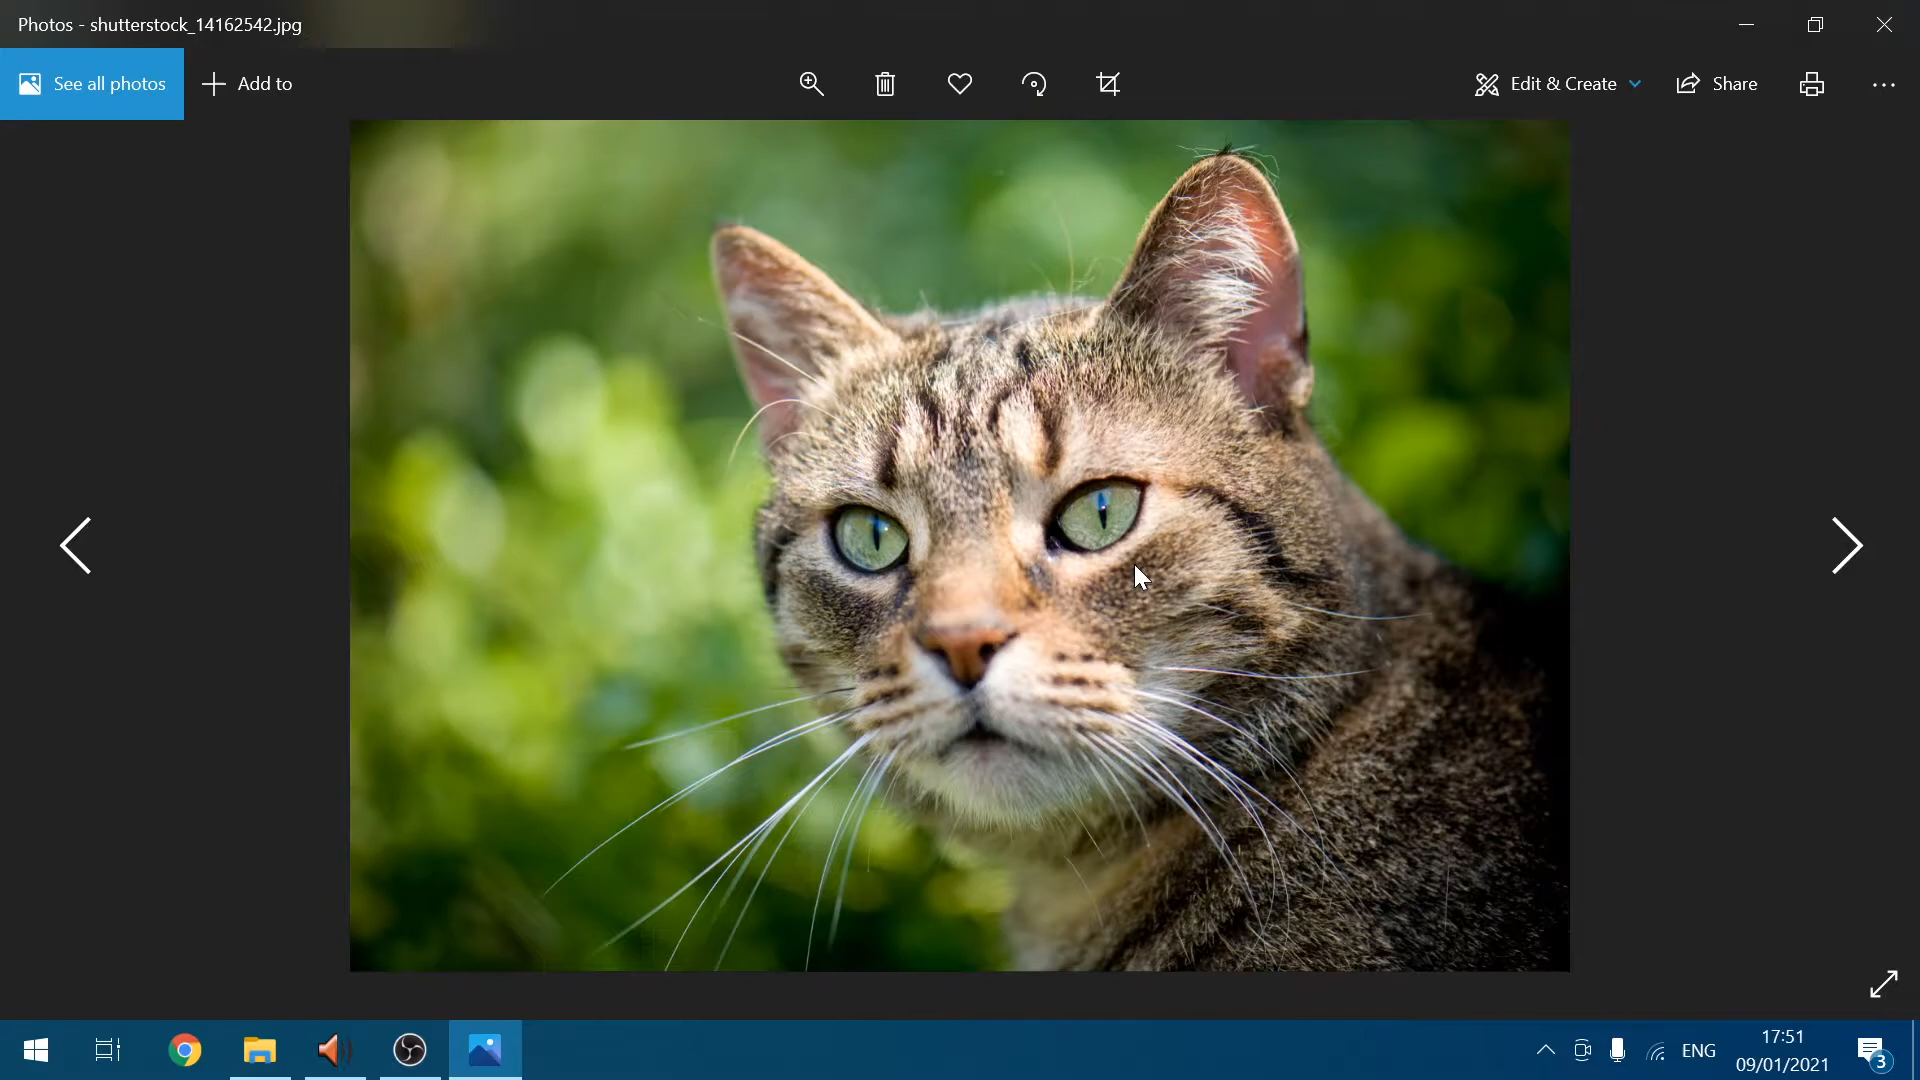 Photos - shutterstock_14162542.jpg
See all photos
Add to
Edit & Create
Share
ENG
17:51
09/01/2021
3